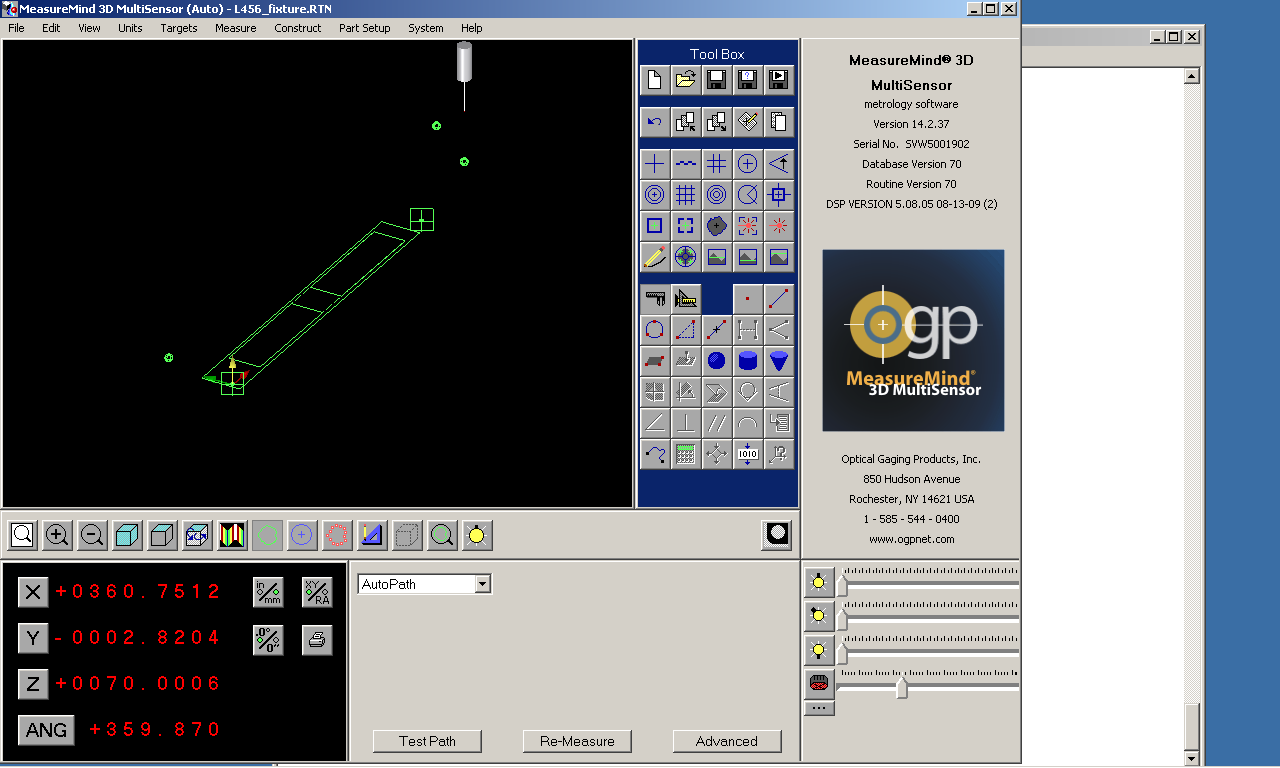 MeasureMind 3D MultiSensor (Auto) - L456_fixture.RTN
File Edit View Units Targets Measure Construct Part Setup System Help
Tool Box
1010
MeasureMind® 3D
MultiSensor
metrology software
Version 14.2.37
Serial No. SVW5001902
Database Version 70
Routine Version 70
DSP VERSION 5.08.05 08-13-09 (2)
ogp
MeasureMind®
3D MultiSensor
Optical Gaging Products, Inc.
850 Hudson Avenue
Rochester, NY 14621 USA
1 - 585 - 544 - 0400
www.ogpnet.com
X +0360.7512
in/mm
XY/RA
Y -0002.8204
.0°/0"
Z +0070.0006
ANG +359.870
AutoPath
Test Path Re-Measure Advanced